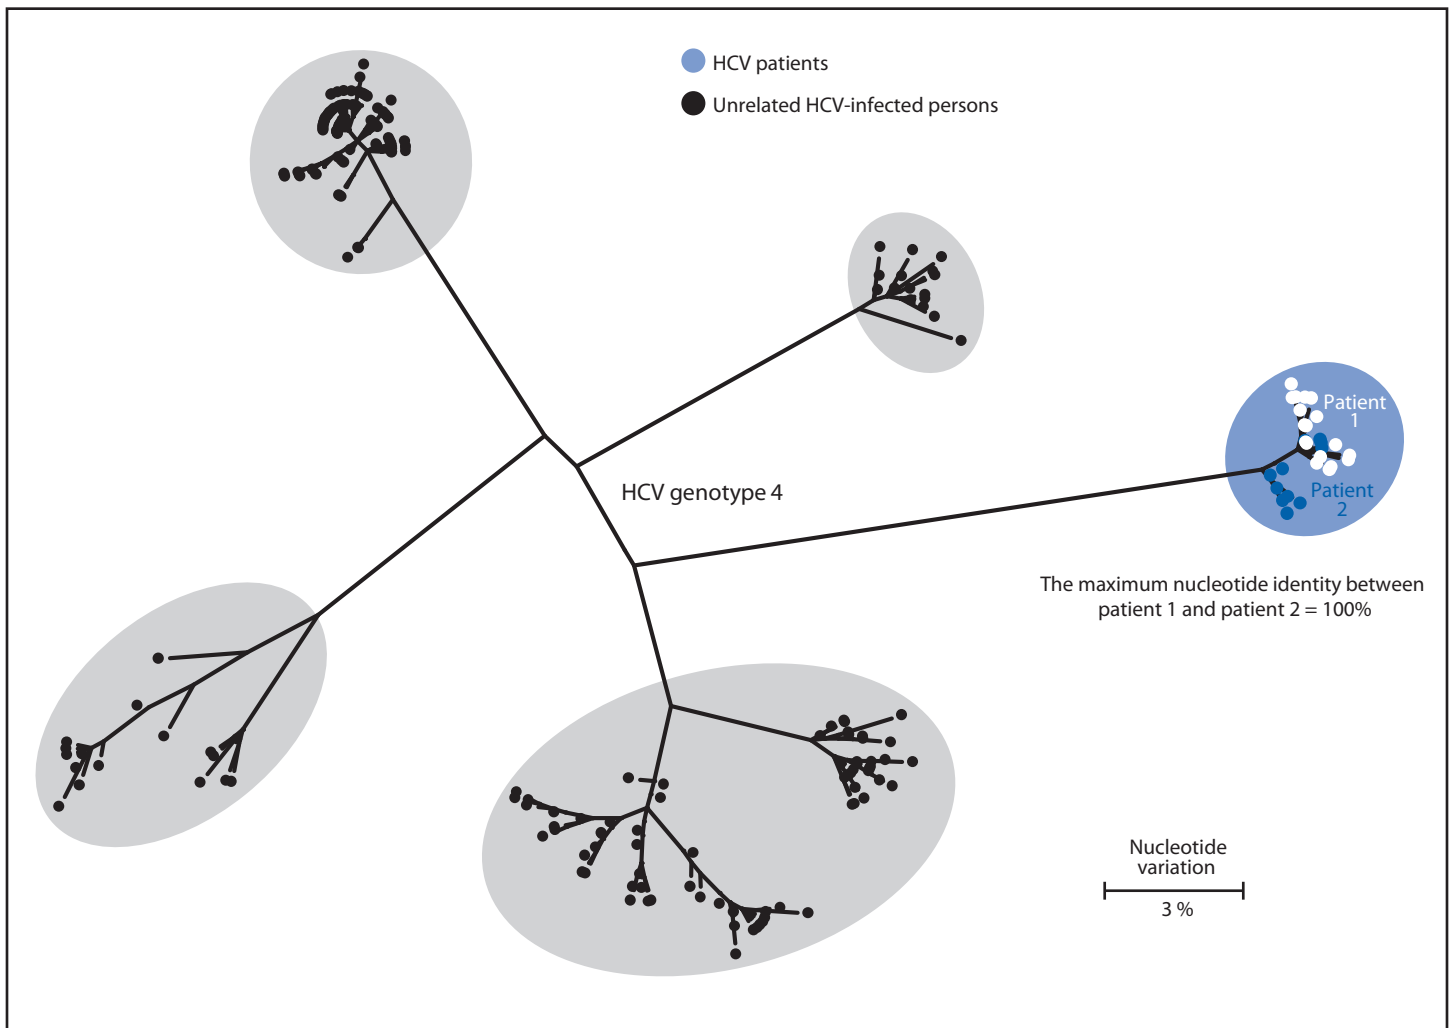 HCV patients
Unrelated HCV-infected persons
Patient
1
HCV genotype 4
Patient
2
The maximum nucleotide identity between
patient 1 and patient 2 = 100%
Nucleotide
variation
3 %